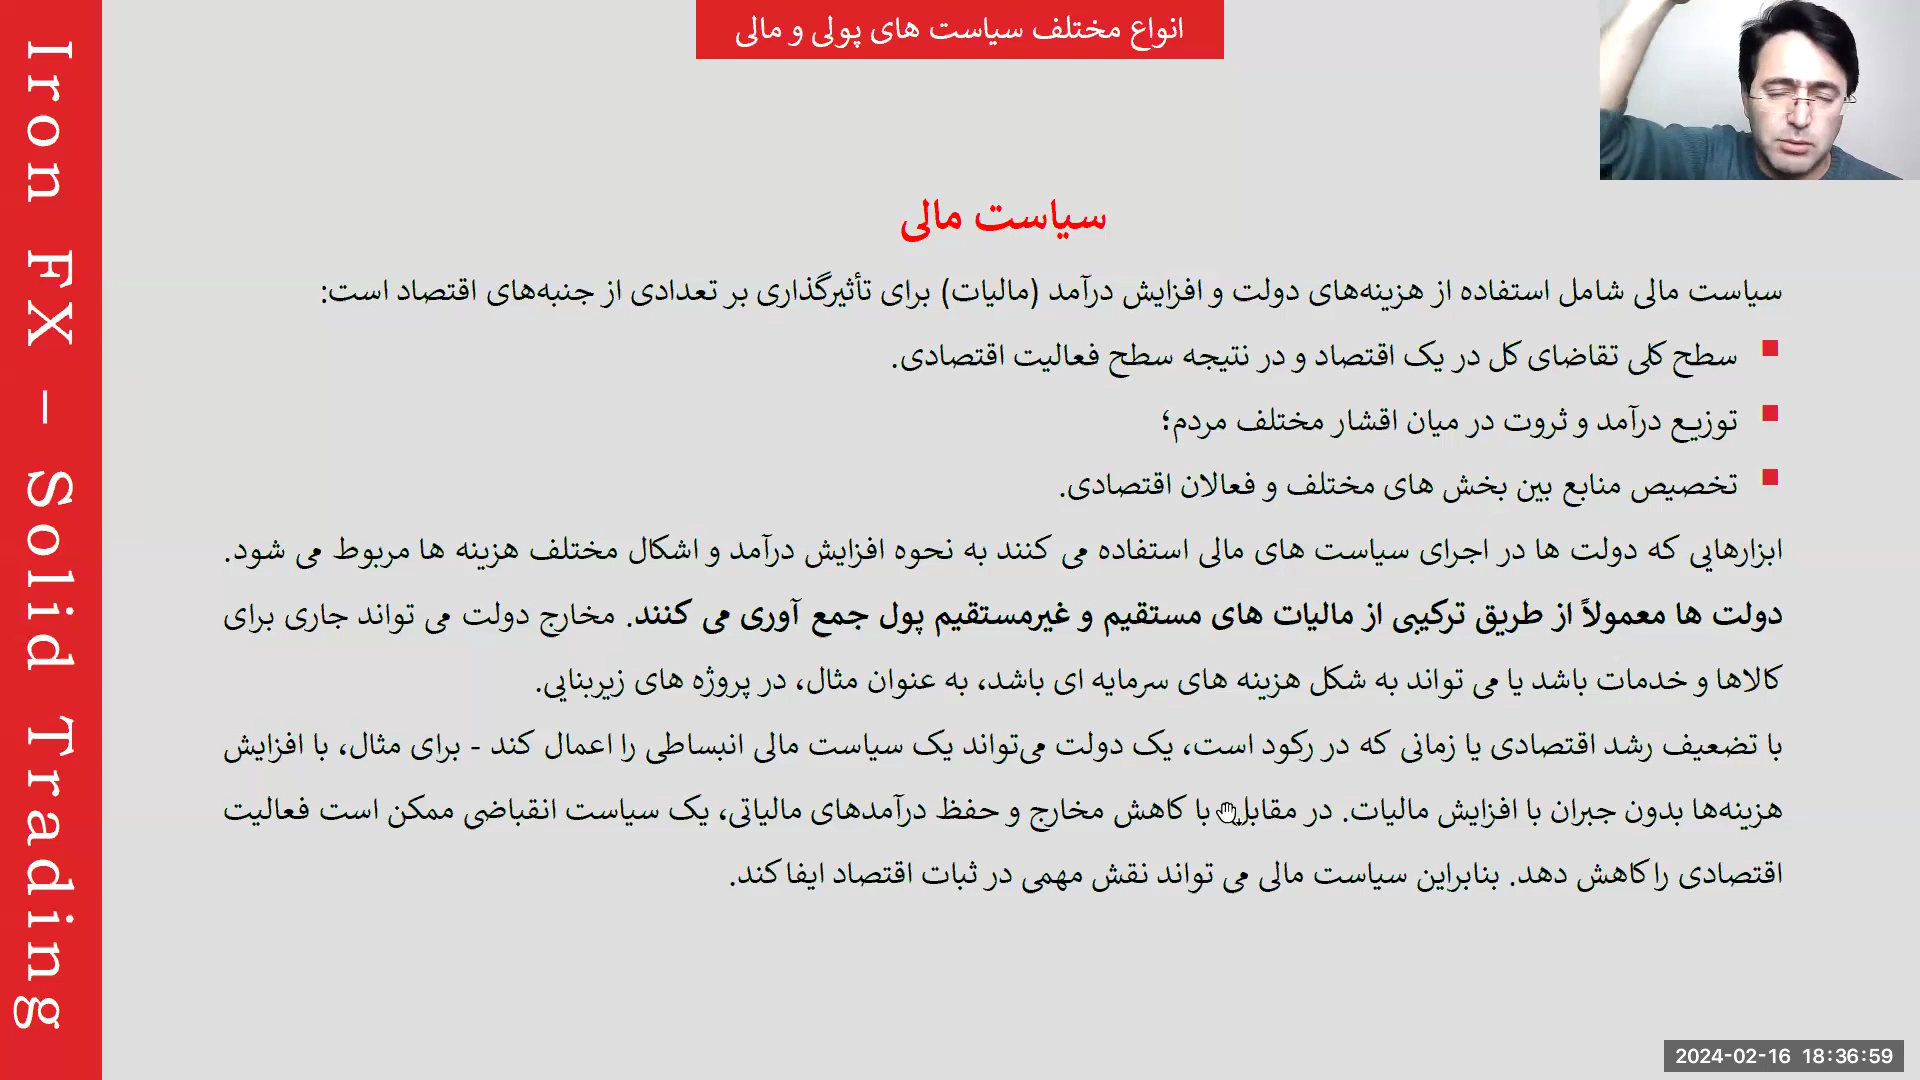 انواع مختلف سیاست های پولی و مالی
Iron FX – Solid Trading
سیاست مالی
سیاست مالی شامل استفاده از هزینه‌های دولت و افزایش درآمد (مالیات) برای تأثیرگذاری بر تعدادی از جنبه‌های اقتصاد است:
سطح کلی تقاضای کل در یک اقتصاد و در نتیجه سطح فعالیت اقتصادی.
توزیع درآمد و ثروت در میان اقشار مختلف مردم؛
تخصیص منابع بین بخش های مختلف و فعالان اقتصادی.
ابزارهایی که دولت ها در اجرای سیاست های مالی استفاده می کنند به نحوه افزایش درآمد و اشکال مختلف هزینه ها مربوط می شود.
دولت ها معمولاً از طریق ترکیبی از مالیات های مستقیم و غیرمستقیم پول جمع آوری می کنند. مخارج دولت می تواند جاری برای
کالاها و خدمات باشد یا می تواند به شکل هزینه های سرمایه ای باشد، به عنوان مثال، در پروژه های زیربنایی.
با تضعیف رشد اقتصادی یا زمانی که در رکود است، یک دولت می‌تواند یک سیاست مالی انبساطی را اعمال کند - برای مثال، با افزایش
هزینه‌ها بدون جبران با افزایش مالیات. در مقابل، با کاهش مخارج و حفظ درآمدهای مالیاتی، یک سیاست انقباضی ممکن است فعالیت
اقتصادی را کاهش دهد. بنابراین سیاست مالی می تواند نقش مهمی در ثبات اقتصاد ایفا کند.
2024-02-16 18:36:59